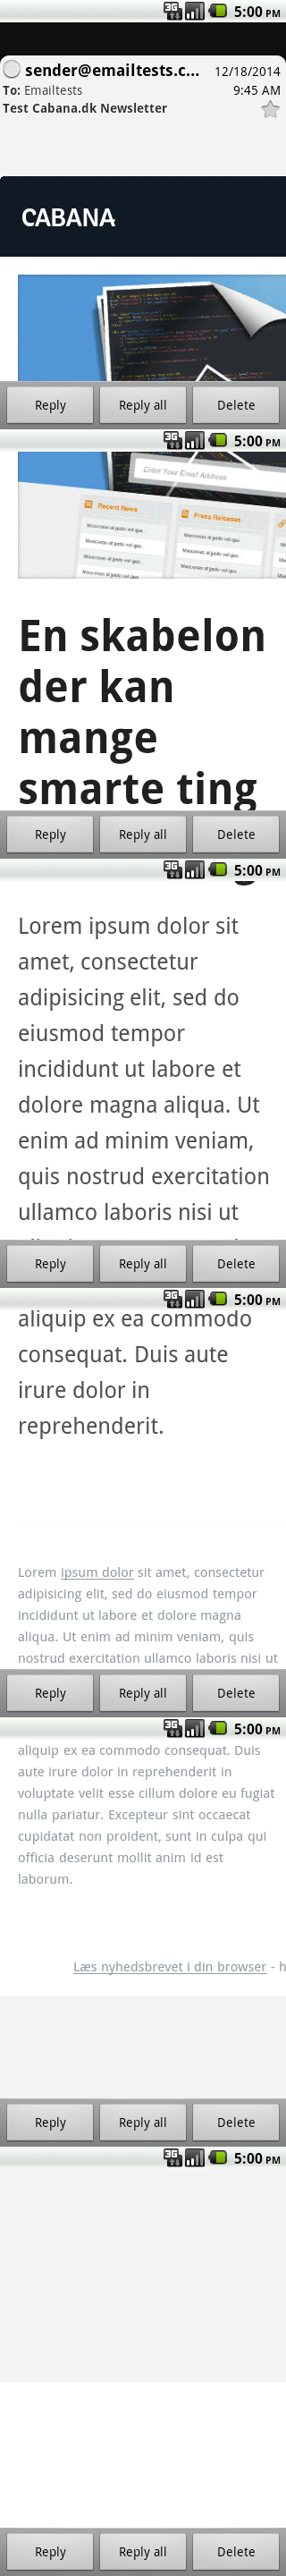 3G 5:00 PM
sender@emailtests.c... 12/18/2014
To: Emailtests 9:45 AM
Test Cabana.dk Newsletter
CABANA
Reply Reply all Delete
3G 5:00 PM
Enter Your Email Address
Recent News Press Releases
Reply Reply all Delete
En skabelon
der kan
mange
smarte ting
Reply Reply all Delete
3G 5:00 PM
Lorem ipsum dolor sit
amet, consectetur
adipisicing elit, sed do
eiusmod tempor
incididunt ut labore et
dolore magna aliqua. Ut
enim ad minim veniam,
quis nostrud exercitation
ullamco laboris nisi ut
Reply Reply all Delete
3G 5:00 PM
aliquip ex ea commodo
consequat. Duis aute
irure dolor in
reprehenderit.
Lorem Ipsum dolor sit amet, consectetur
adipisicing elit, sed do eiusmod tempor
incididunt ut labore et dolore magna
aliqua. Ut enim ad minim veniam, quis
nostrud exercitation ullamco laboris nisi ut
Reply Reply all Delete
3G 5:00 PM
aliquip ex ea commodo consequat. Duis
aute irure dolor in reprehenderit in
voluptate velit esse cillum dolore eu fugiat
nulla pariatur. Excepteur sint occaecat
cupidatat non proident, sunt in culpa qui
officia deserunt mollit anim id est
laborum.
Læs nyhedsbrevet i din browser - h
Reply Reply all Delete
3G 5:00 PM
Reply Reply all Delete